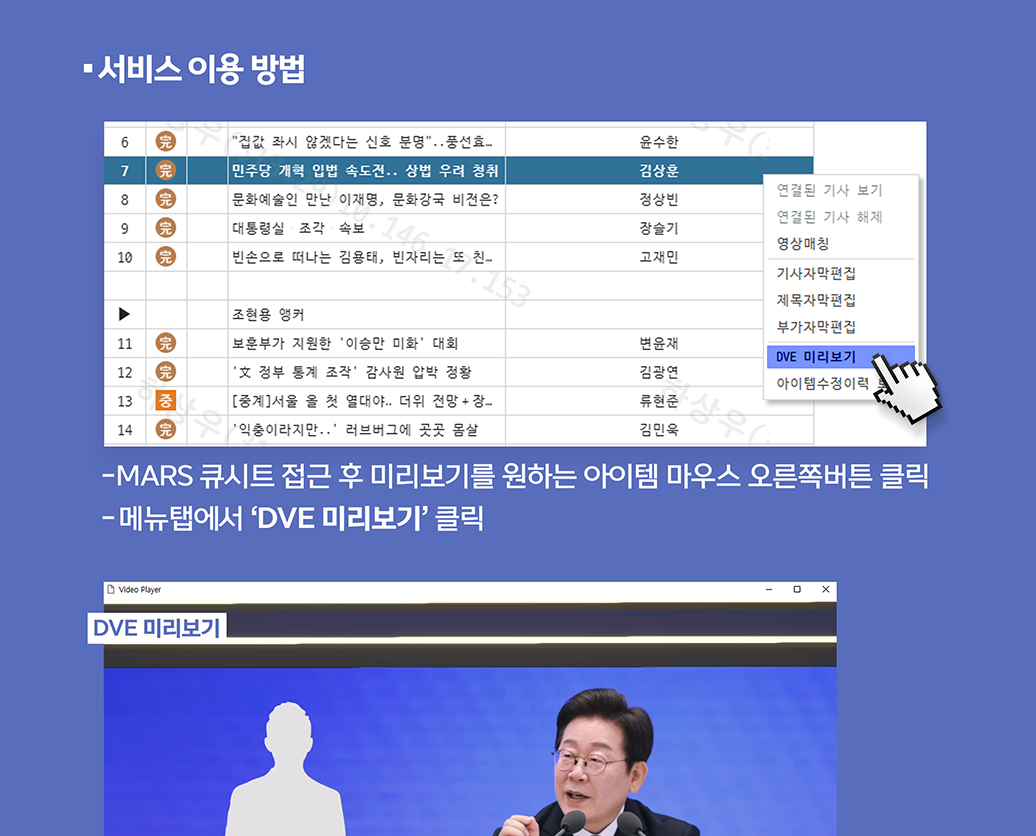 ▪ 서비스 이용 방법
6 完 "집값 좌시 않겠다는 신호 분명"..풍선효… 윤수한
7 完 민주당 개혁 입법 속도전.. 상법 우려 청취 김상훈
8 完 문화예술인 만난 이재명, 문화강국 비전은? 정상빈
9 完 대통령실 조각 속보 장슬기
10 完 빈손으로 떠나는 김용태, 빈자리는 또 친… 고재민
▶ 조현용 앵커
11 完 보훈부가 지원한 '이승만 미화' 대회 변윤재
12 完 '文 정부 통계 조작' 감사원 압박 정황 김광연
13 중 [중계]서울 올 첫 열대야.. 더위 전망+장… 류현준
14 完 '익충이라지만..' 러브버그에 곳곳 몸살 김민욱
연결된 기사 보기
연결된 기사 해제
영상매칭
기사자막편집
제목자막편집
부가자막편집
DVE 미리보기
아이템수정이력
10.146.17.153
하상우
-MARS 큐시트 접근 후 미리보기를 원하는 아이템 마우스 오른쪽버튼 클릭
- 메뉴탭에서 ‘DVE 미리보기’ 클릭
Video Player
DVE 미리보기